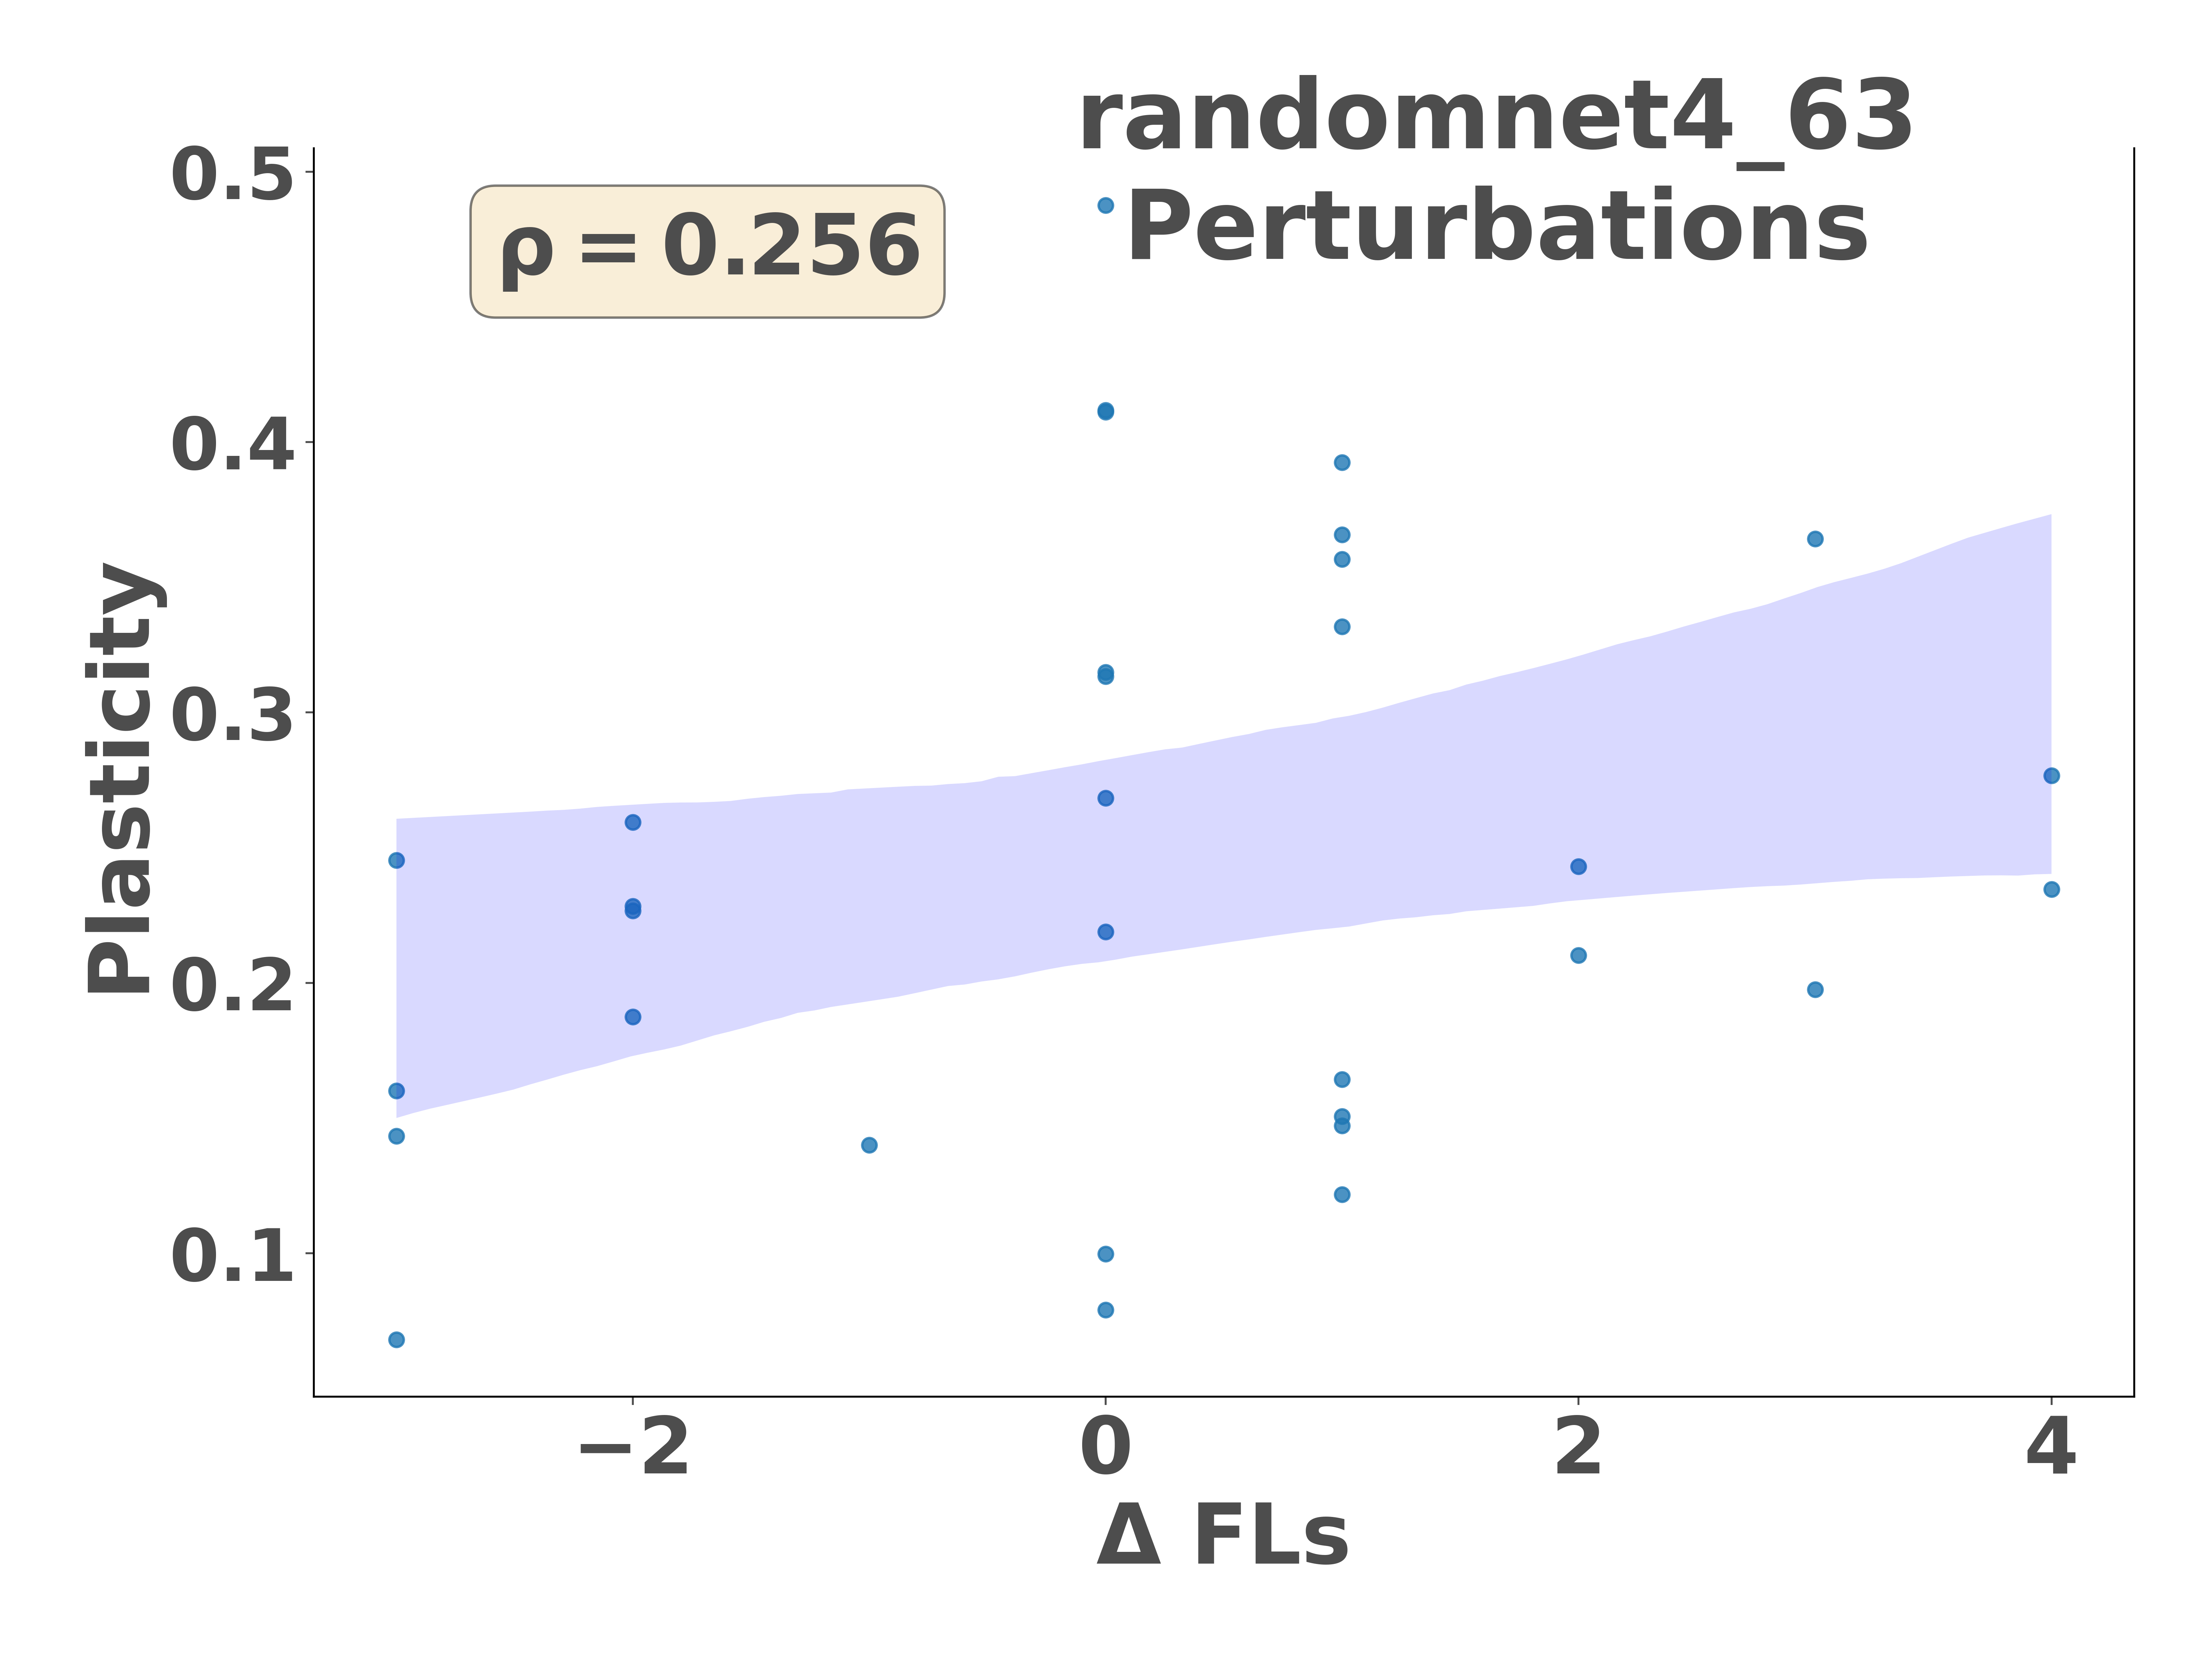 randomnet4_63
Perturbations
ρ = 0.256
Plasticity
0.5
0.4
0.3
0.2
0.1
−2 0 2 4
Δ FLs